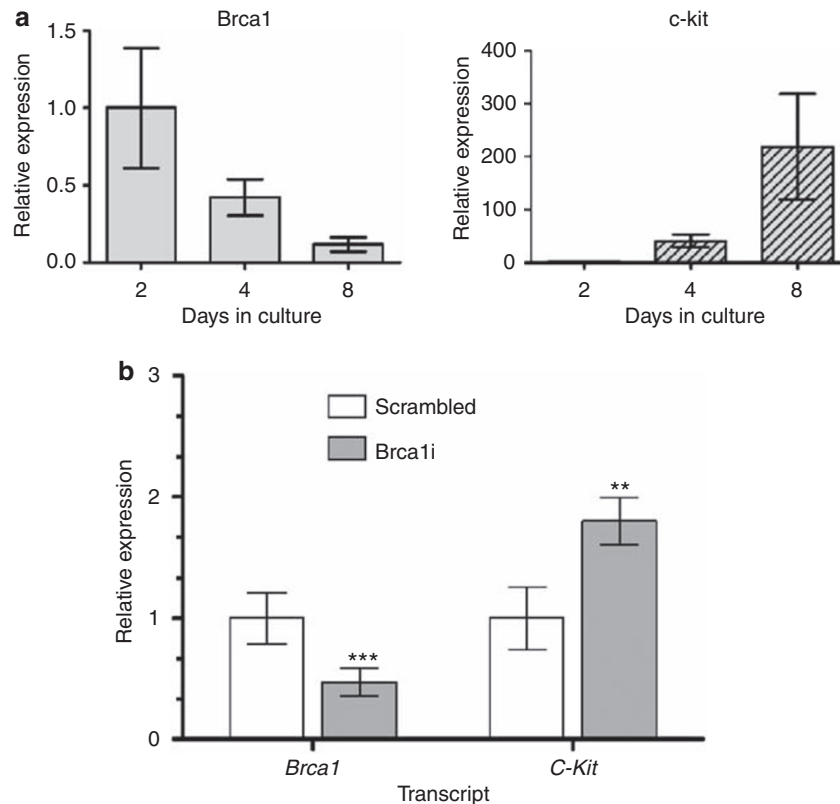 a
Brca1
Relative expression
1.5
1.0
0.5
0.0
2 4 8
Days in culture
c-kit
Relative expression
400
300
200
100
0
2 4 8
Days in culture
b
Relative expression
3
2
1
0
Scrambled
Brca1i
***
**
Brca1 C-Kit
Transcript